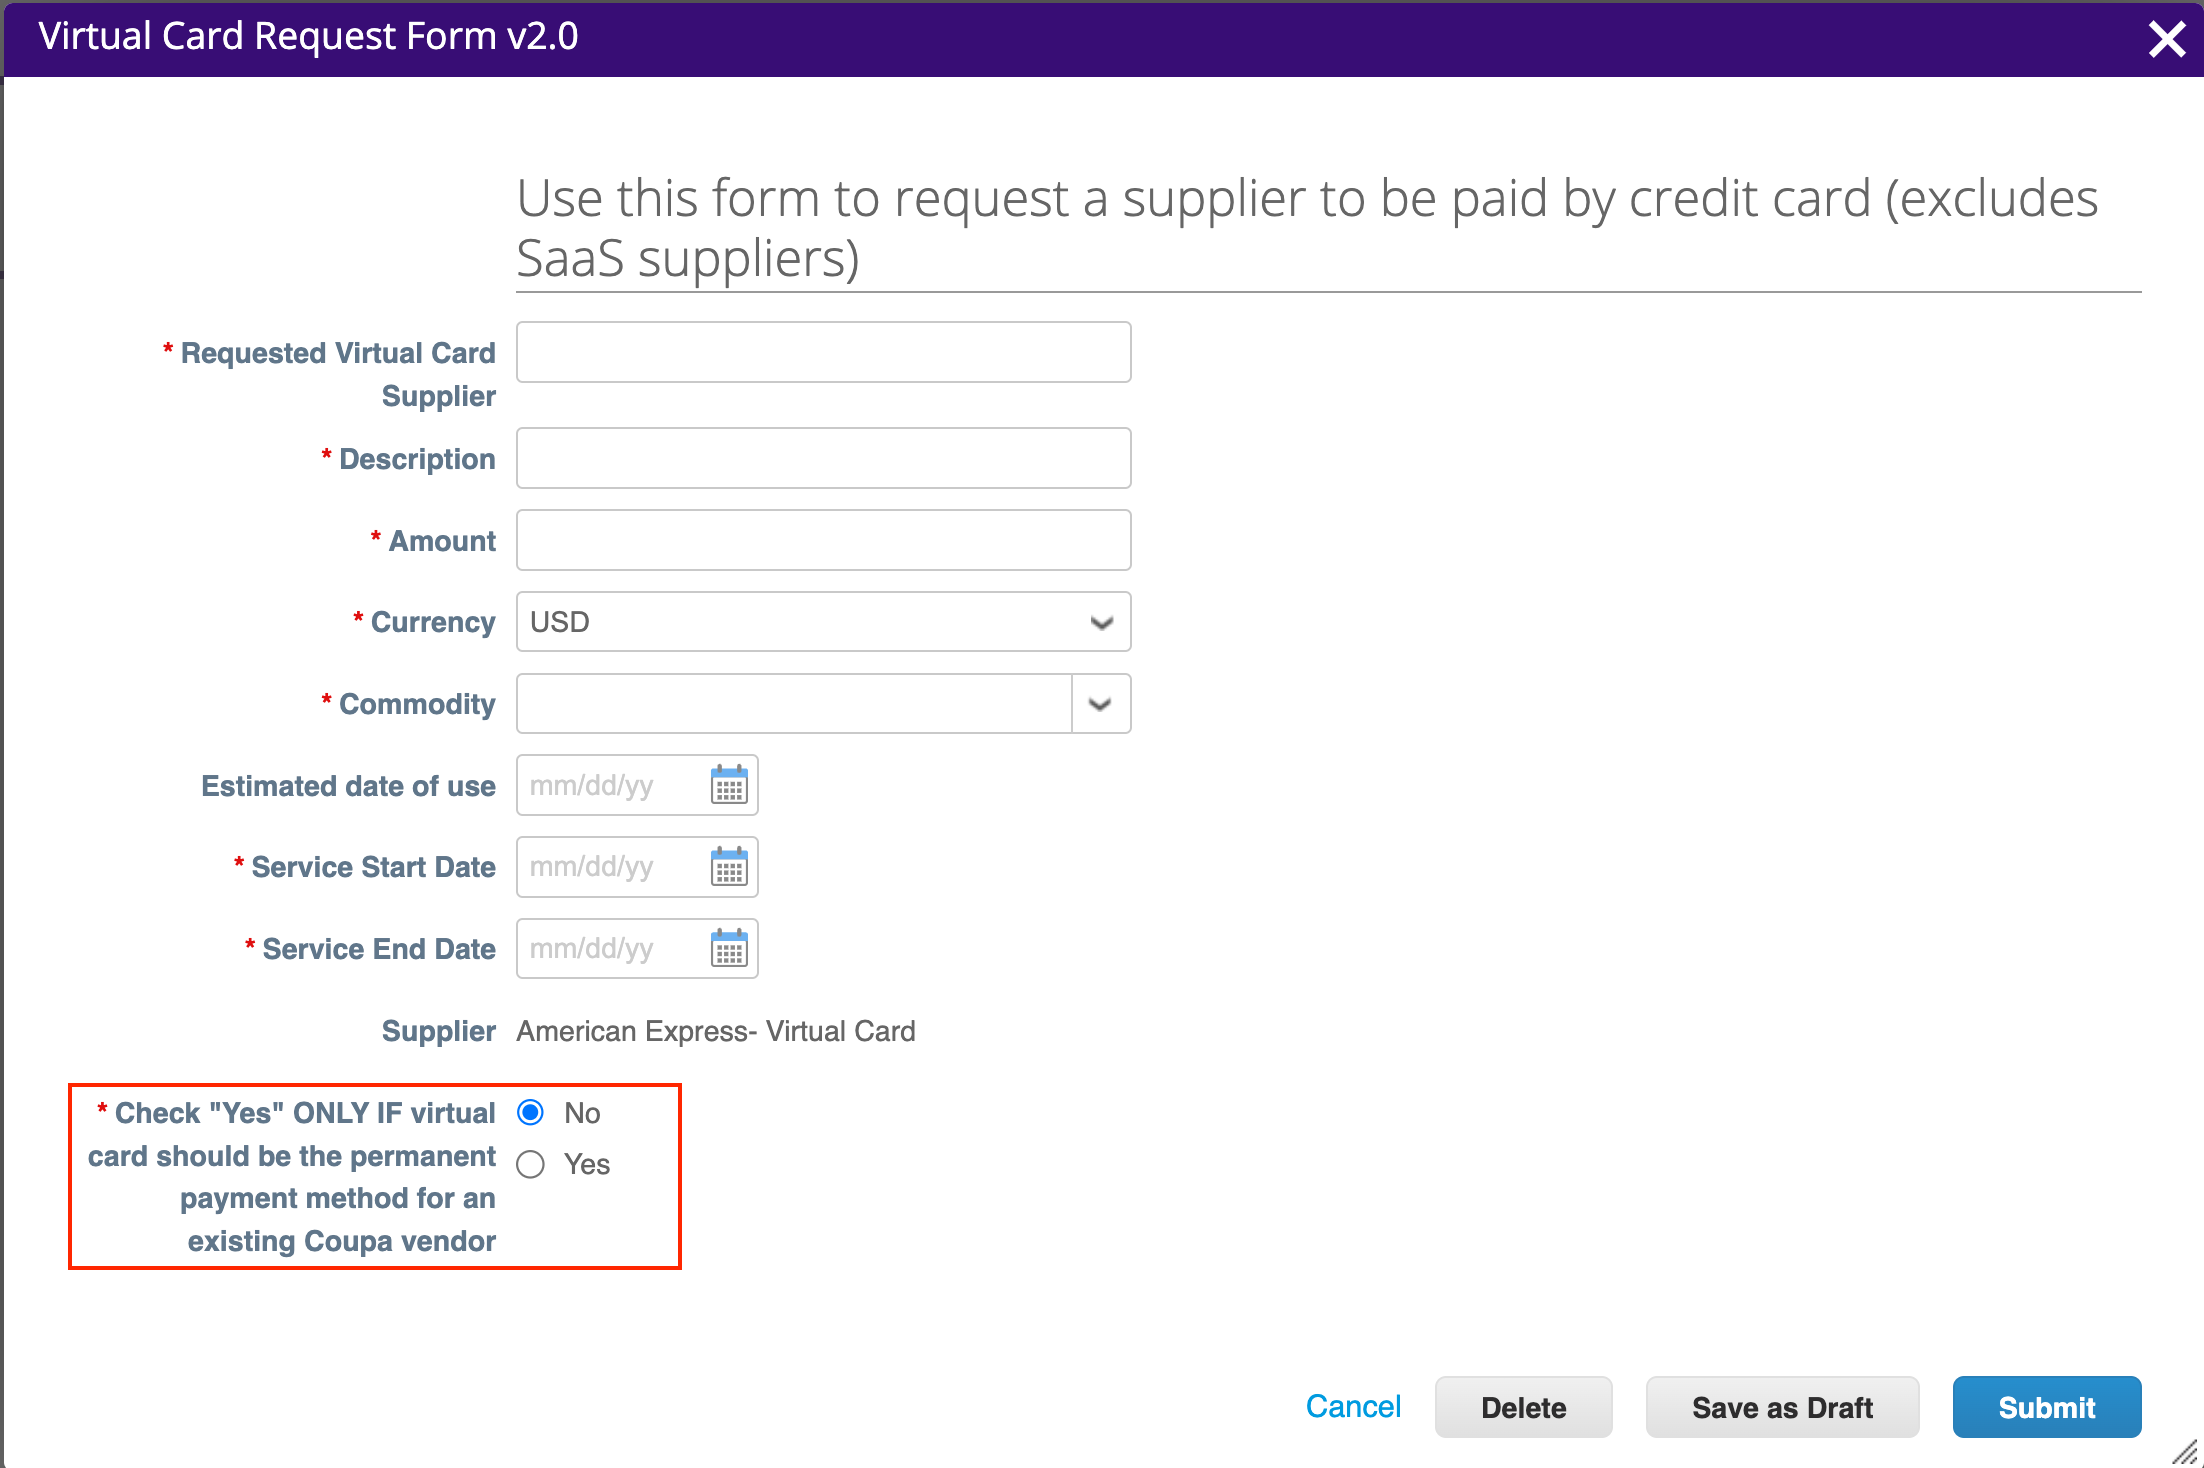 Virtual Card Request Form v2.0
Use this form to request a supplier to be paid by credit card (excludes
SaaS suppliers)
* Requested Virtual Card
Supplier
* Description
* Amount
* Currency USD
* Commodity
Estimated date of use mm/dd/yy
* Service Start Date mm/dd/yy
* Service End Date mm/dd/yy
Supplier American Express- Virtual Card
* Check "Yes" ONLY IF virtual No
card should be the permanent Yes
payment method for an
existing Coupa vendor
Cancel Delete Save as Draft Submit